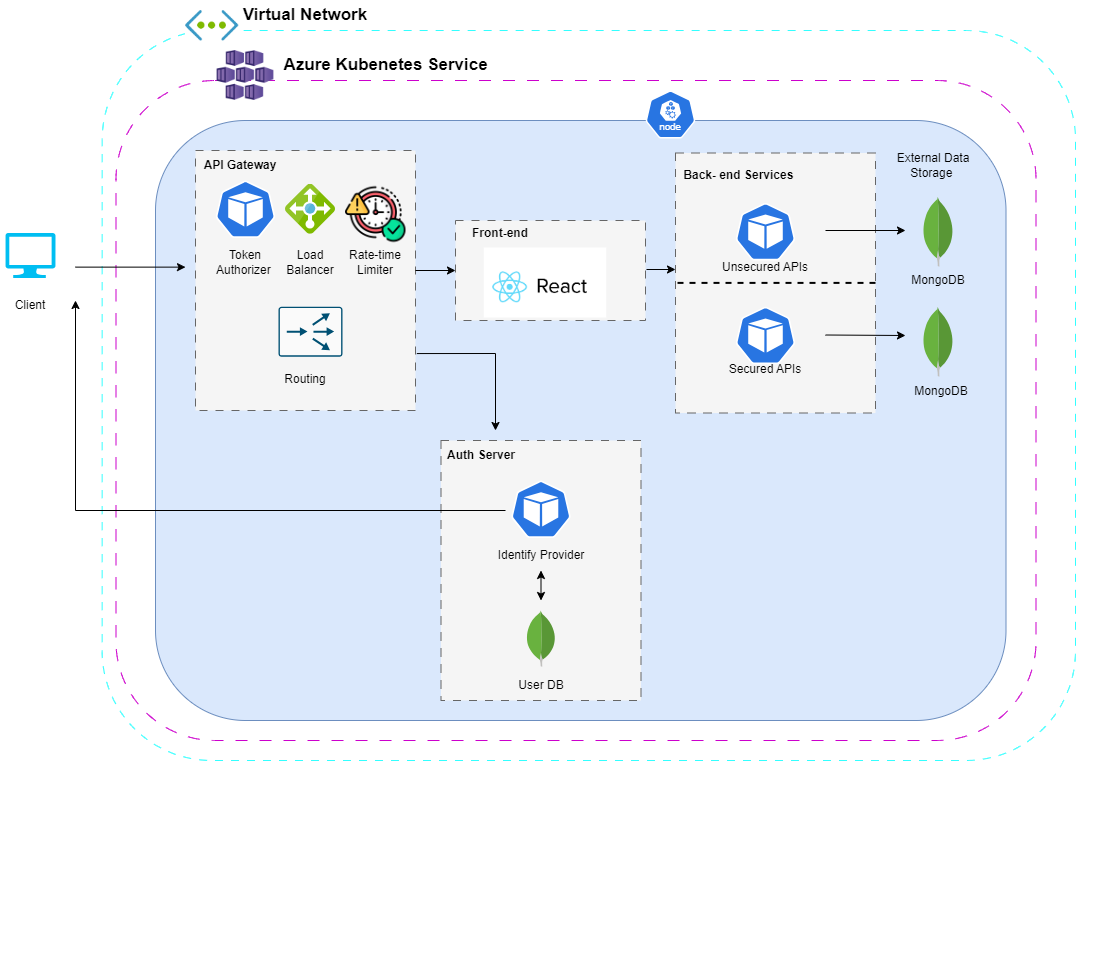 Virtual Network
Azure Kubenetes Service
node
API Gateway
Token
Authorizer
Load
Balancer
Rate-time
Limiter
Routing
Client
Front-end
React
Back- end Services
Unsecured APIs
Secured APIs
External Data
Storage
MongoDB
MongoDB
Auth Server
Identify Provider
User DB